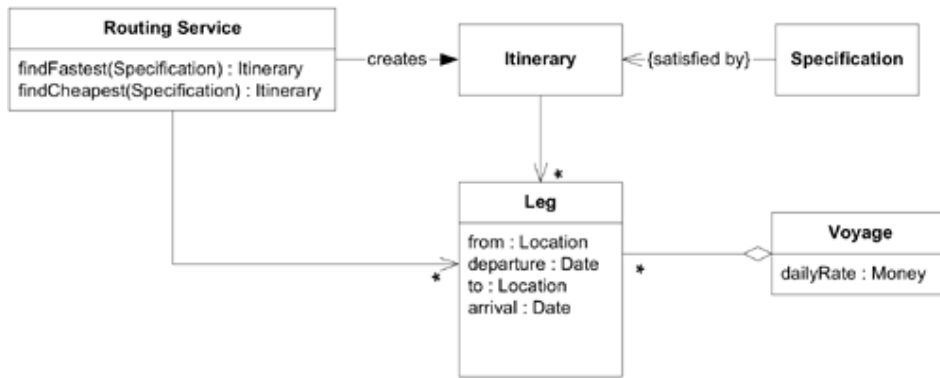 Routing Service
findFastest(Specification) : Itinerary
findCheapest(Specification) : Itinerary
creates
Itinerary
{satisfied by}
Specification
*
Leg
from : Location
departure : Date
to : Location
arrival : Date
*
*
Voyage
dailyRate : Money